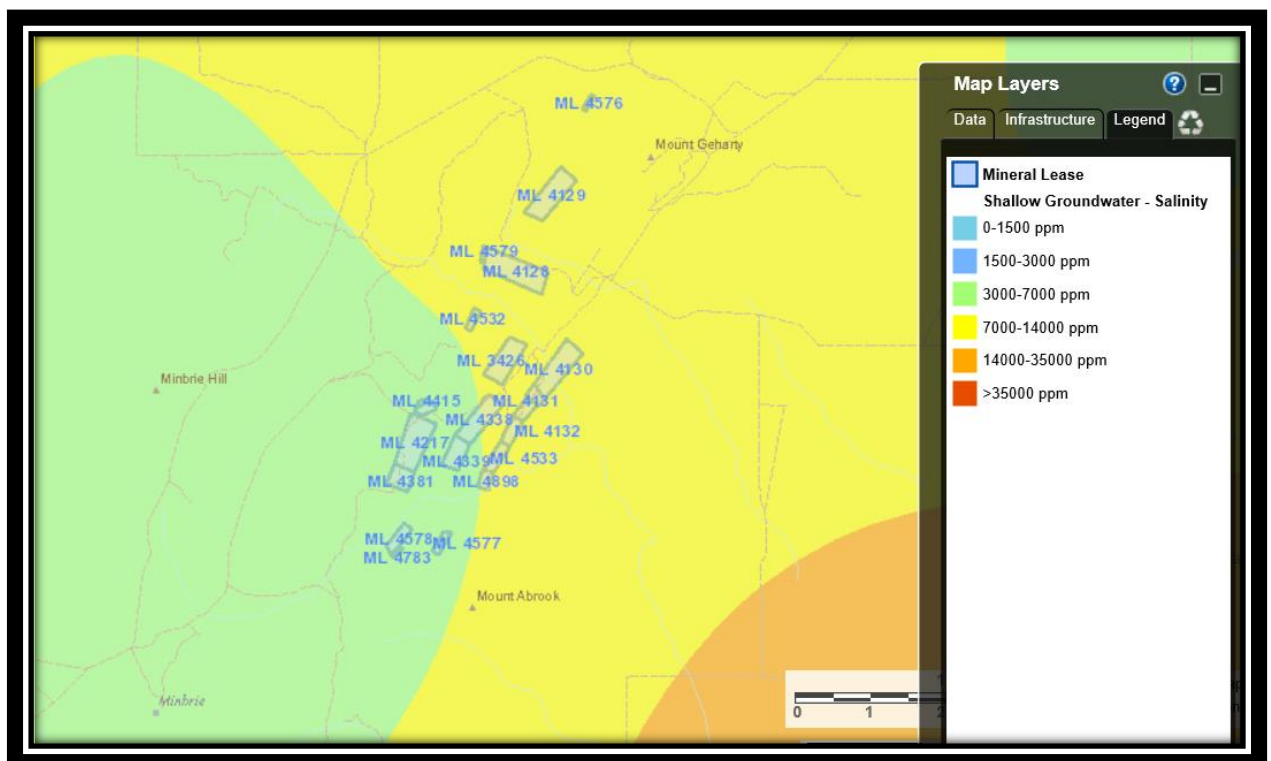 ML 4576
Mount Geharty
ML 4129
ML 4579
ML 4128
ML 4532
ML 3426
ML 4130
Minbrie Hill
ML 4415
ML 4131
ML 4338
ML 4132
ML 4217
ML 4339
ML 4533
ML 4381
ML 4898
ML 4578
ML 4577
ML 4783
Mount Abrook
Minbrie
0 1 2
Map Layers
?
Data Infrastructure Legend
Mineral Lease
Shallow Groundwater - Salinity
0-1500 ppm
1500-3000 ppm
3000-7000 ppm
7000-14000 ppm
14000-35000 ppm
>35000 ppm